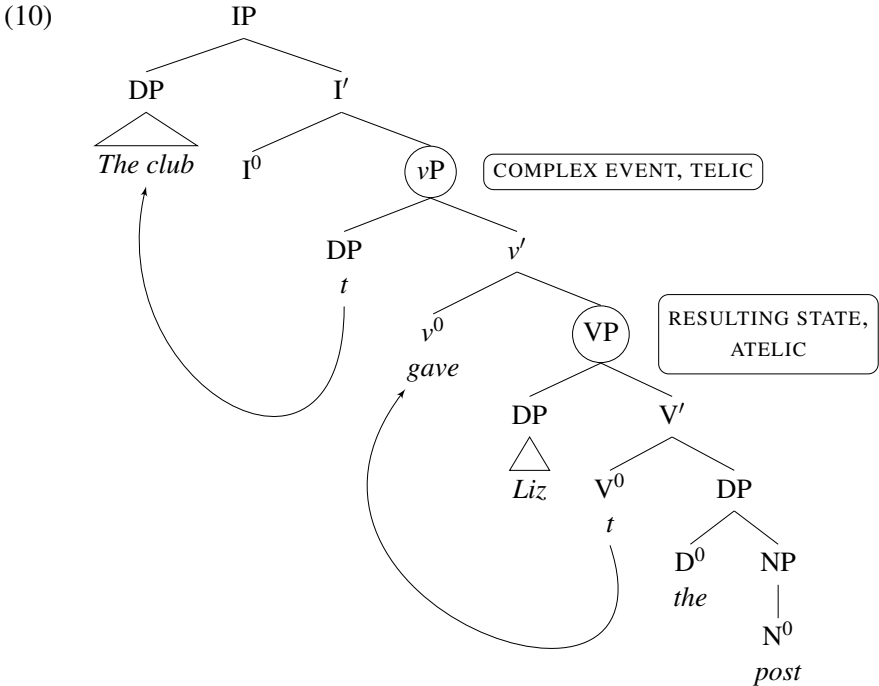 (10) IP
DP I′
The club I⁰ vP COMPLEX EVENT, TELIC
DP v′
t
v⁰ VP RESULTING STATE,
gave ATELIC
DP V′
Liz V⁰ DP
t
D⁰ NP
the
N⁰
post